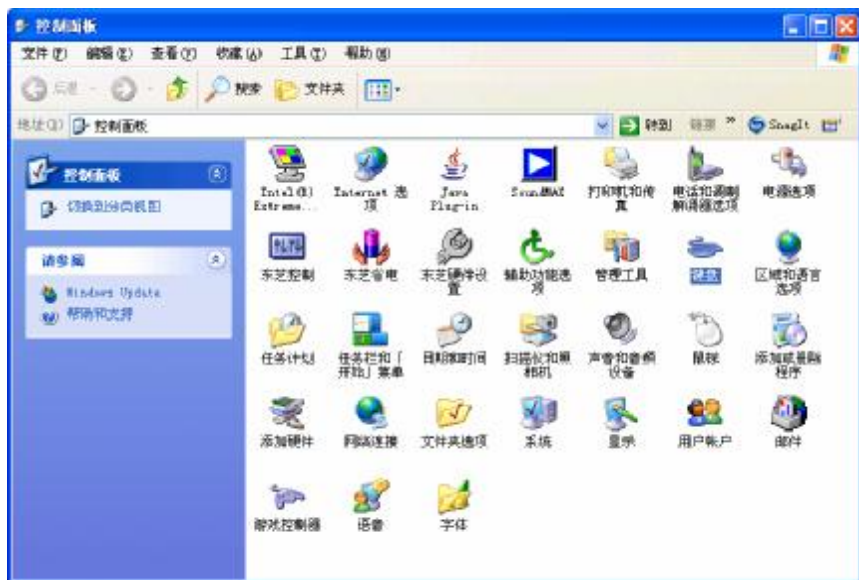 控制面板
文件(F) 编辑(E) 查看(V) 收藏(A) 工具(T) 帮助(H)
后退 搜索 文件夹
地址(D) 控制面板 转到 链接 » SnagIt
控制面板
切换到分类视图
请参阅
Windows Update
帮助和支持
Intel(R) Internet 选 Java SoundMAX 打印机和传 电话和调制 电源选项
Extreme... 项 Plug-in 真 解调器选项
东芝控制 东芝省电 东芝硬件设 辅助功能选 管理工具 键盘 区域和语言
置 项 选项
任务计划 任务栏和「 日期和时间 扫描仪和照 声音和音频 鼠标 添加或删除
开始」菜单 相机 设备 程序
添加硬件 网络连接 文件夹选项 系统 显示 用户帐户 邮件
游戏控制器 语音 字体